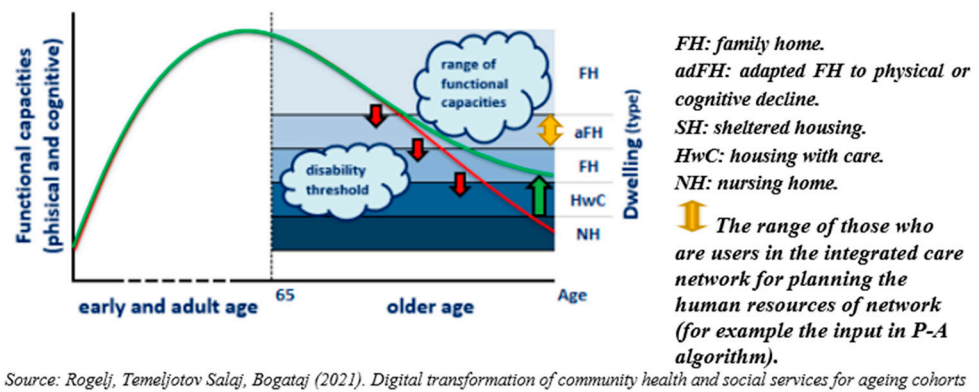 Functional capacities
(phisical and cognitive)
range of
functional
capacities
disability
threshold
FH
aFH
FH
HwC
NH
Dwelling (type)
65
Age
early and adult age
older age
FH: family home.
adFH: adapted FH to physical or
cognitive decline.
SH: sheltered housing.
HwC: housing with care.
NH: nursing home.
The range of those who
are users in the integrated care
network for planning the
human resources of network
(for example the input in P-A
algorithm).
Source: Rogelj, Temeljotov Salaj, Bogataj (2021). Digital transformation of community health and social services for ageing cohorts